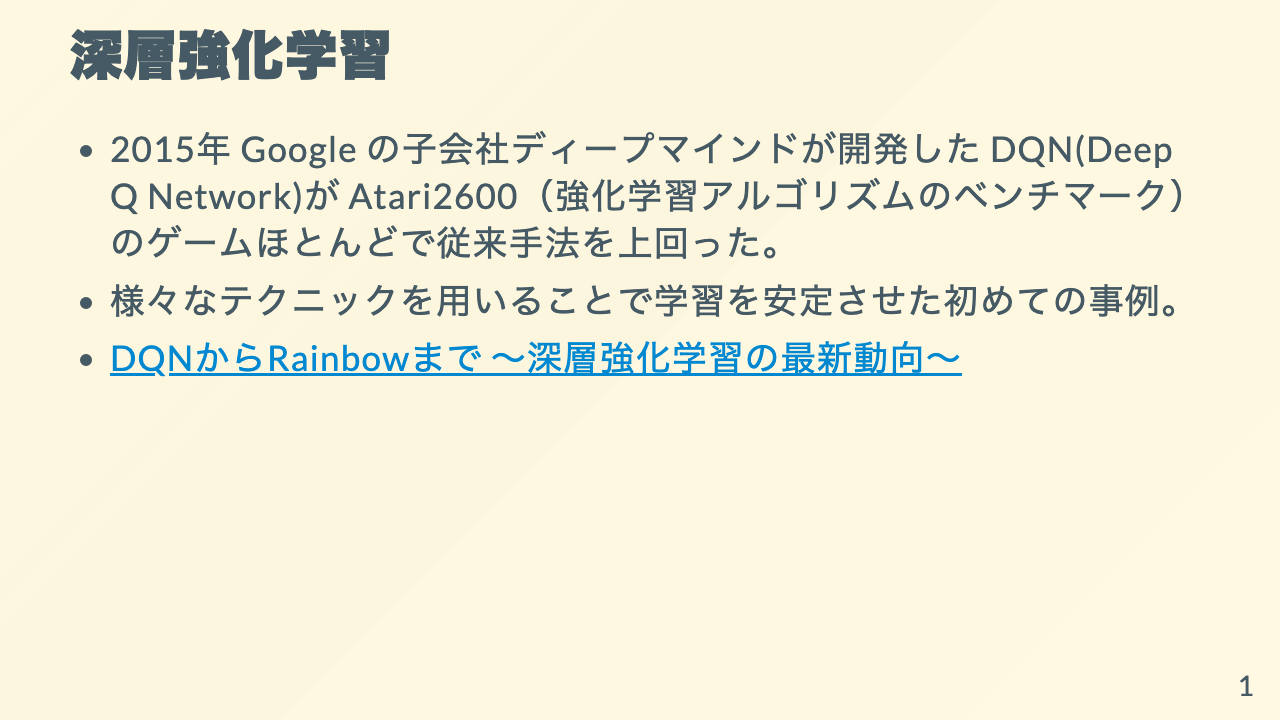 深層強化学習
2015年 Google の子会社ディープマインドが開発した DQN(Deep
Q Network)が Atari2600（強化学習アルゴリズムのベンチマーク）
のゲームほとんどで従来手法を上回った。
様々なテクニックを用いることで学習を安定させた初めての事例。
DQNからRainbowまで 〜深層強化学習の最新動向〜
1